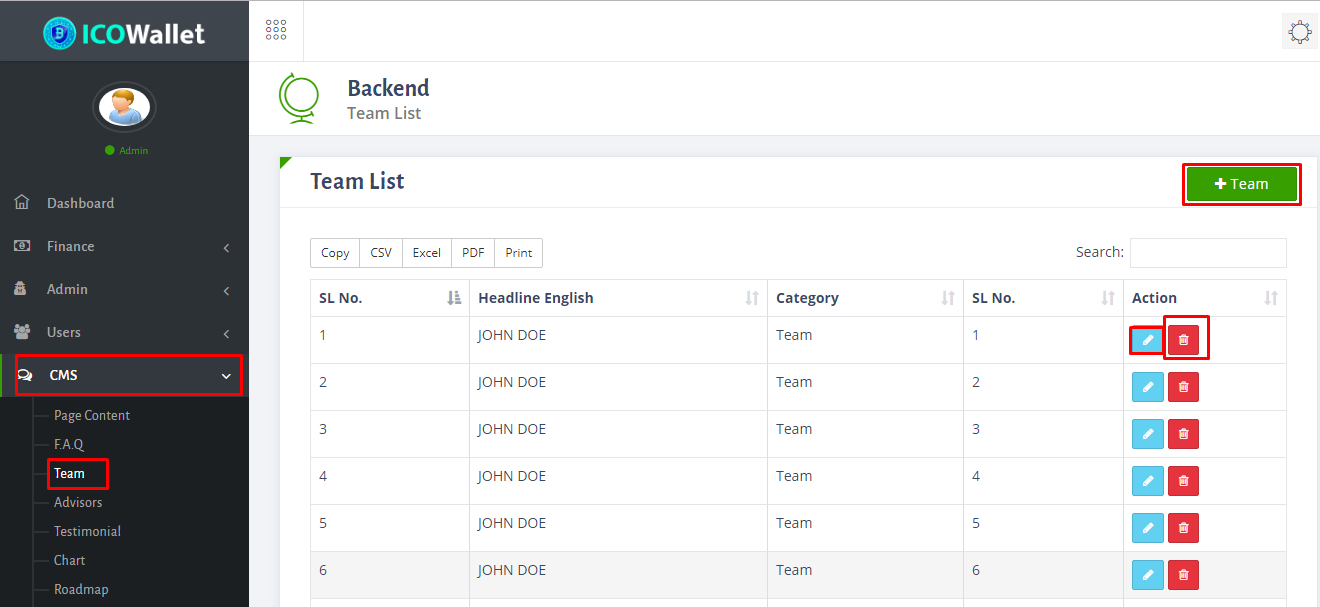 ICOWallet
Admin
Dashboard
Finance
Admin
Users
CMS
Page Content
F.A.Q
Team
Advisors
Testimonial
Chart
Roadmap
Backend
Team List
Team List
Team
Copy CSV Excel PDF Print
Search:
SL No. Headline English Category SL No. Action
1 JOHN DOE Team 1
2 JOHN DOE Team 2
3 JOHN DOE Team 3
4 JOHN DOE Team 4
5 JOHN DOE Team 5
6 JOHN DOE Team 6